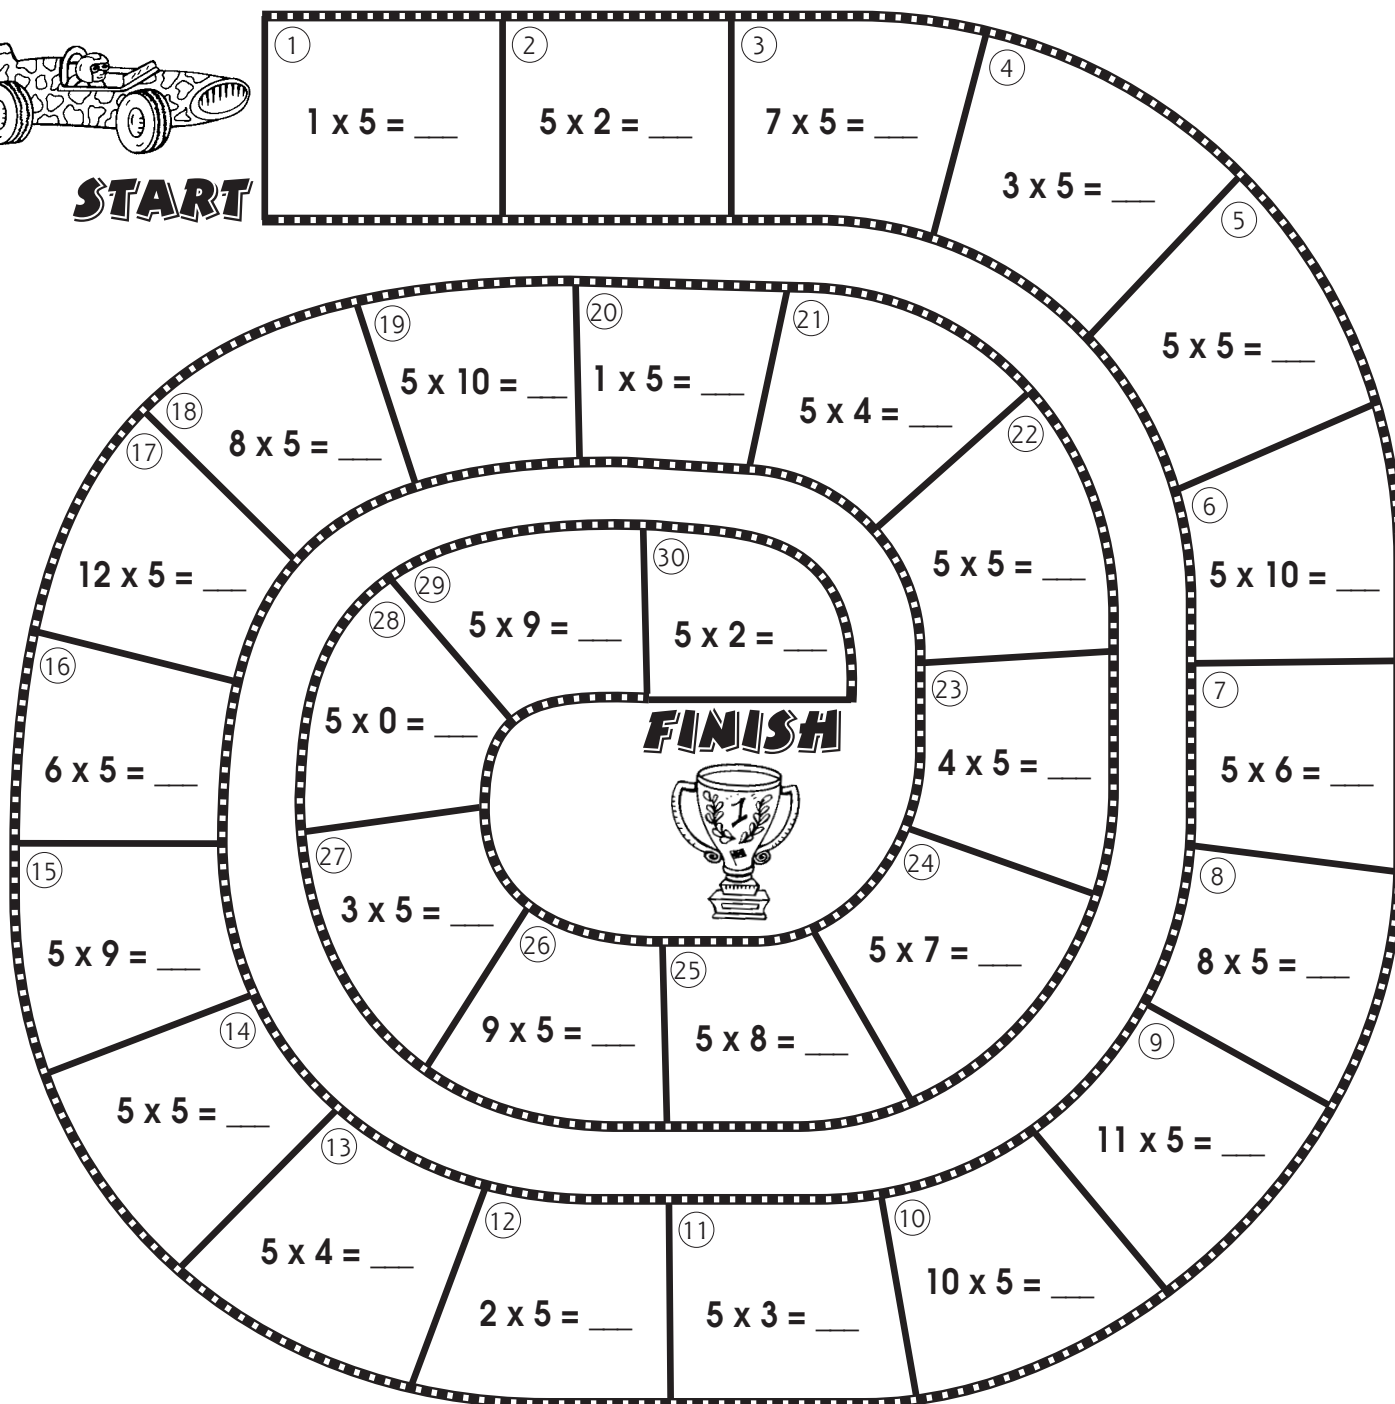 START
1
1 x 5 = ___
2
5 x 2 = ___
3
7 x 5 = ___
4
3 x 5 = ___
5
5 x 5 = ___
6
5 x 10 = ___
7
5 x 6 = ___
8
8 x 5 = ___
9
11 x 5 = ___
10
10 x 5 = ___
11
5 x 3 = ___
12
2 x 5 = ___
13
5 x 4 = ___
14
5 x 5 = ___
15
5 x 9 = ___
16
6 x 5 = ___
17
12 x 5 = ___
18
8 x 5 = ___
19
5 x 10 = ___
20
1 x 5 = ___
21
5 x 4 = ___
22
5 x 5 = ___
23
4 x 5 = ___
24
5 x 7 = ___
25
5 x 8 = ___
26
9 x 5 = ___
27
3 x 5 = ___
28
5 x 0 = ___
29
5 x 9 = ___
30
5 x 2 = ___
FINISH
1